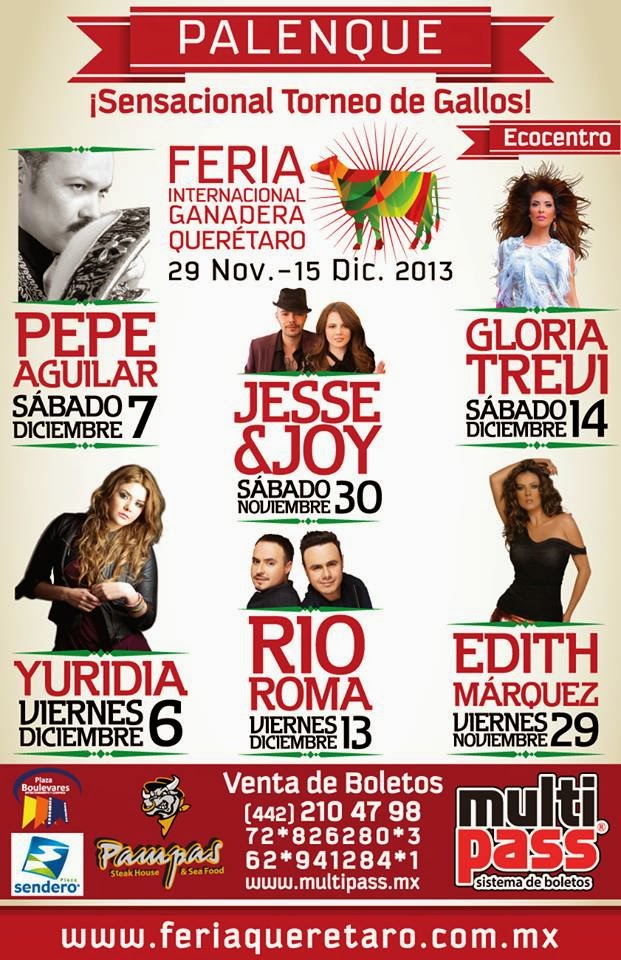 PALENQUE
¡Sensacional Torneo de Gallos!
Ecocentro
FERIA
INTERNACIONAL
GANADERA
QUERÉTARO
29 Nov.-15 Dic. 2013
PEPE
AGUILAR
SÁBADO
DICIEMBRE 7
JESSE
&JOY
SÁBADO
NOVIEMBRE 30
GLORIA
TREVI
SÁBADO
DICIEMBRE 14
YURIDIA
VIERNES
DICIEMBRE 6
RIO
ROMA
VIERNES
DICIEMBRE 13
EDITH
MÁRQUEZ
VIERNES
NOVIEMBRE 29
Plaza
Boulevares
Plaza
sendero
Pampas
Steak House & Sea Food
Venta de Boletos
(442) 210 47 98
72*826280*3
62*941284*1
www.multipass.mx
multi
pass®
sistema de boletos
www.feriaqueretaro.com.mx